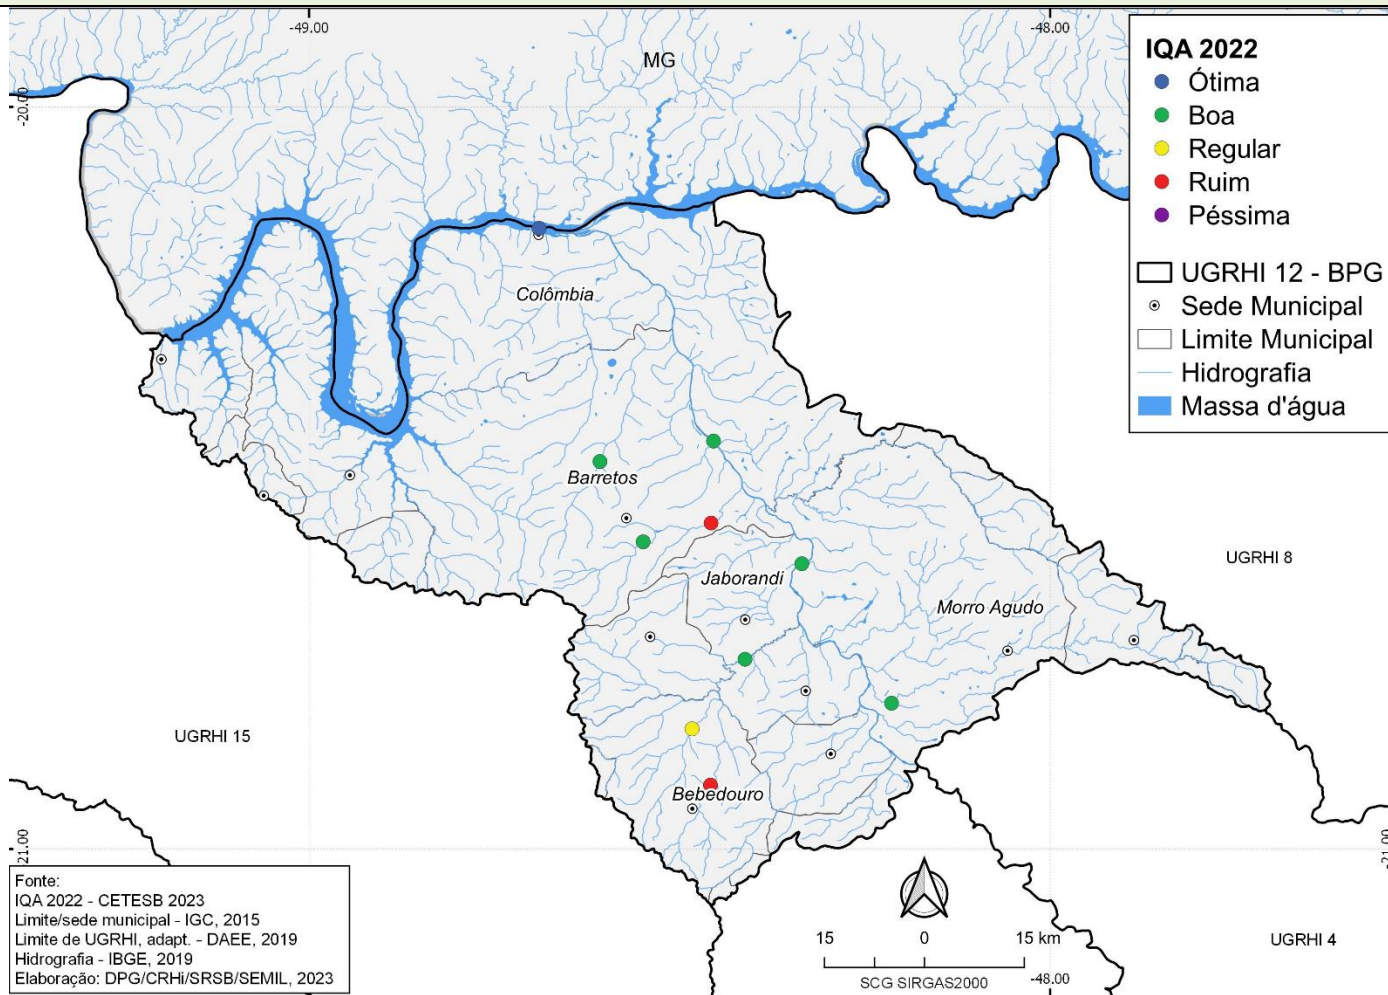 -49.00
-48.00
MG
-20.00
IQA 2022
Ótima
Boa
Regular
Ruim
Péssima
UGRHI 12 - BPG
Sede Municipal
Limite Municipal
Hidrografia
Massa d'água
Colômbia
Barretos
Jaborandi
Morro Agudo
UGRHI 8
UGRHI 15
Bebedouro
-21.00
-21.00
Fonte:
IQA 2022 - CETESB 2023
Limite/sede municipal - IGC, 2015
Limite de UGRHI, adapt. - DAEE, 2019
Hidrografia - IBGE, 2019
Elaboração: DPG/CRHi/SRSB/SEMIL, 2023
15 0 15 km
SCG SIRGAS2000
-48.00
UGRHI 4